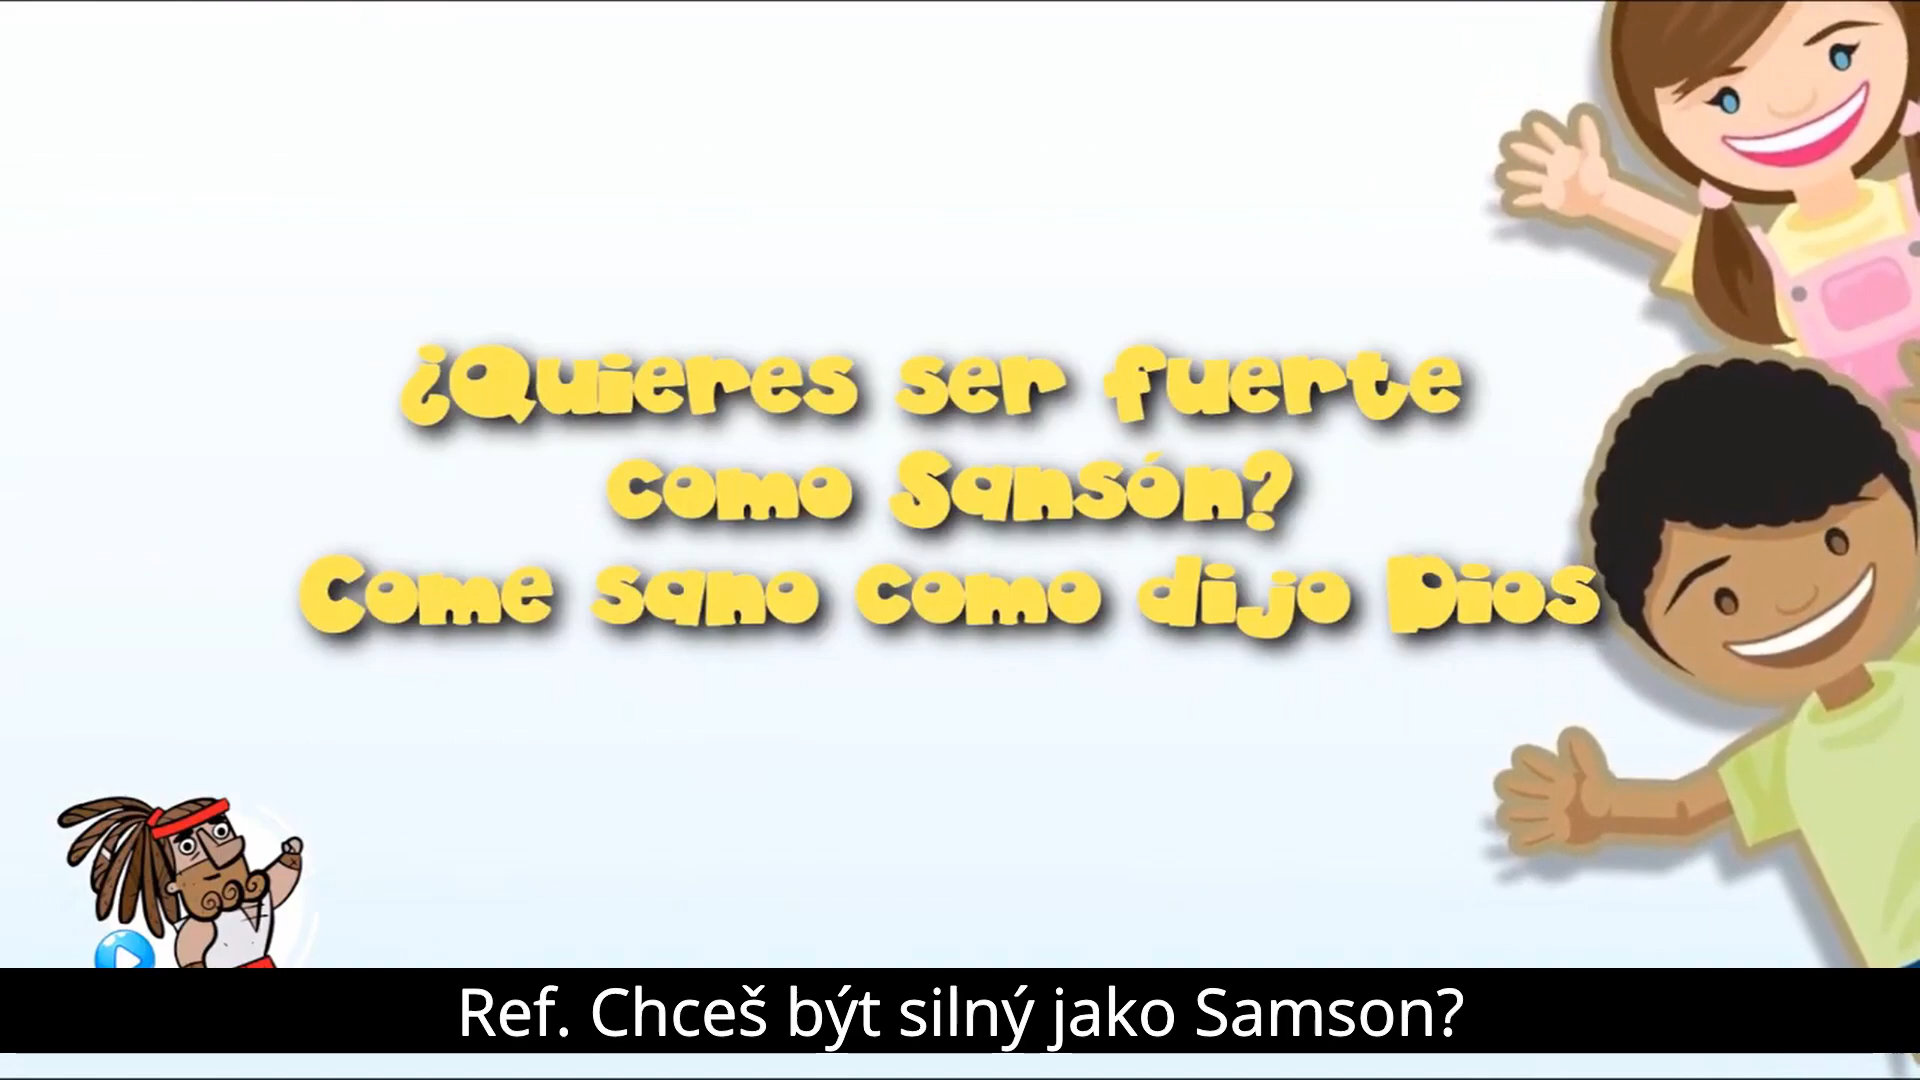 ¿Quieres ser fuerte
como Sansón?
Come sano como dijo Dios
Ref. Chceš být silný jako Samson?